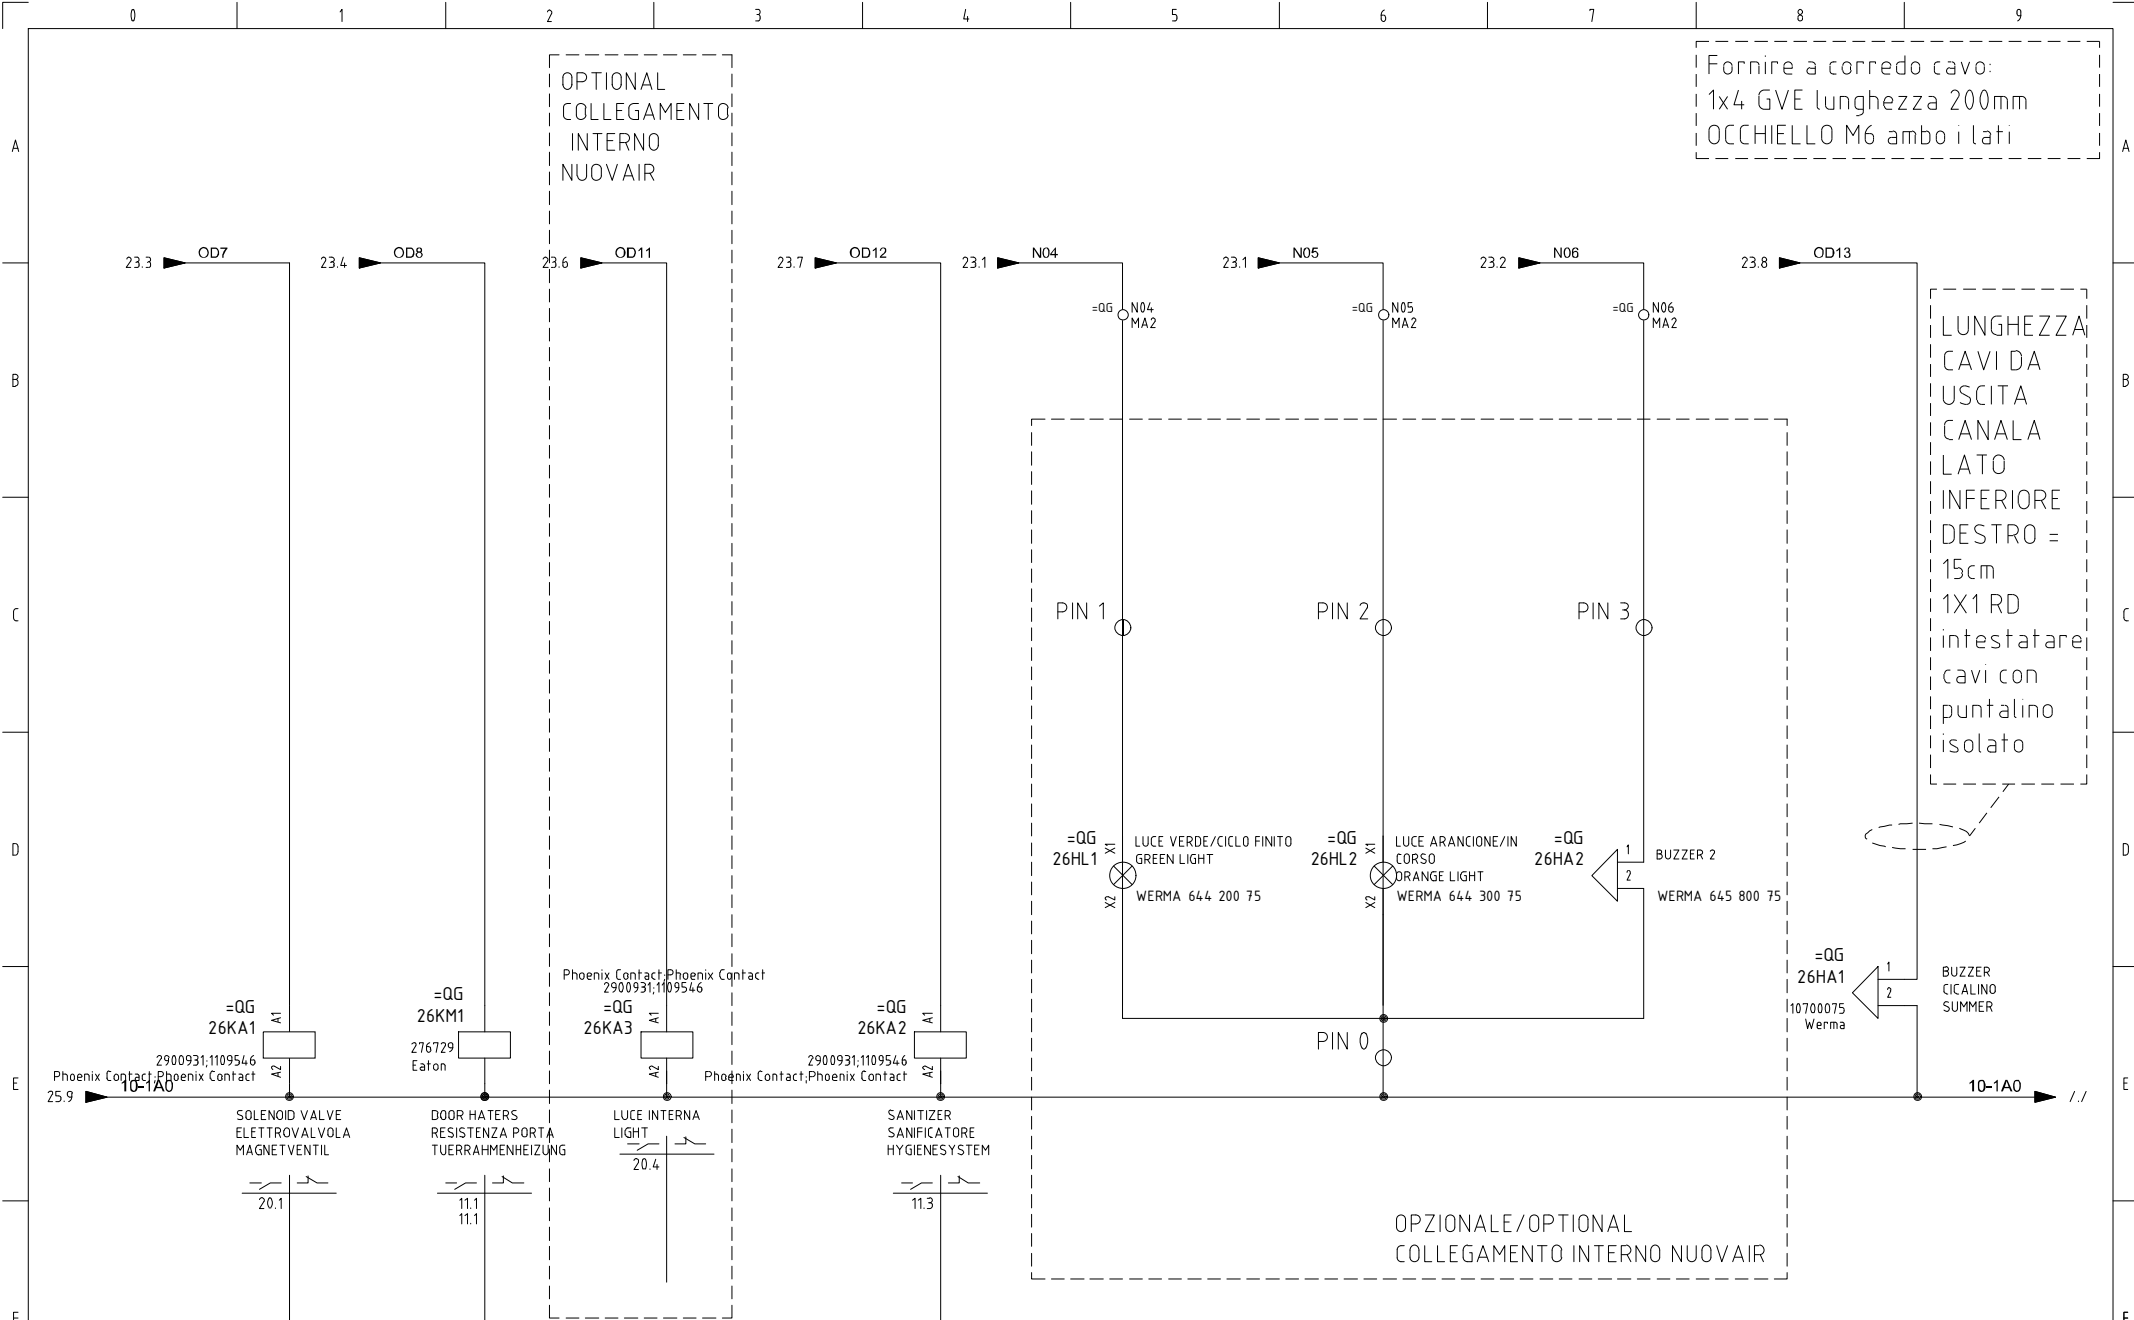 0 1 2 3 4 5 6 7 8 9
OPTIONAL
COLLEGAMENTO
INTERNO
NUOVAIR
Fornire a corredo cavo:
1x4 GVE lunghezza 200mm
OCCHIELLO M6 ambo i lati
A A
23.3 OD7 23.4 OD8 23.6 OD11 23.7 OD12 23.1 N04 23.1 N05 23.2 N06 23.8 OD13
=QG N04
MA2
=QG N05
MA2
=QG N06
MA2
LUNGHEZZA
CAVI DA
USCITA
CANALA
LATO
INFERIORE
DESTRO =
15cm
1X1 RD
intestatare
cavi con
puntalino
isolato
B B
PIN 1 PIN 2 PIN 3
C C
=QG
26HL1
X1
X2
LUCE VERDE/CICLO FINITO
GREEN LIGHT
WERMA 644 200 75
=QG
26HL2
X1
X2
LUCE ARANCIONE/IN
CORSO
ORANGE LIGHT
WERMA 644 300 75
=QG
26HA2
1
2
BUZZER 2
WERMA 645 800 75
D D
=QG
26HA1
1
2
10700075
Werma
BUZZER
CICALINO
SUMMER
=QG
26KA1
A1
A2
2900931;1109546
Phoenix Contact;Phoenix Contact
=QG
26KM1
276729
Eaton
Phoenix Contact;Phoenix Contact
2900931;1109546
=QG
26KA3
A1
A2
=QG
26KA2
A1
A2
2900931;1109546
Phoenix Contact;Phoenix Contact
PIN 0
E E
25.9 10-1A0 10-1A0 /./
SOLENOID VALVE
ELETTROVALVOLA
MAGNETVENTIL
20.1
DOOR HATERS
RESISTENZA PORTA
TUERRAHMENHEIZUNG
11.1
11.1
LUCE INTERNA
LIGHT
20.4
SANITIZER
SANIFICATORE
HYGIENESYSTEM
11.3
OPZIONALE/OPTIONAL
COLLEGAMENTO INTERNO NUOVAIR